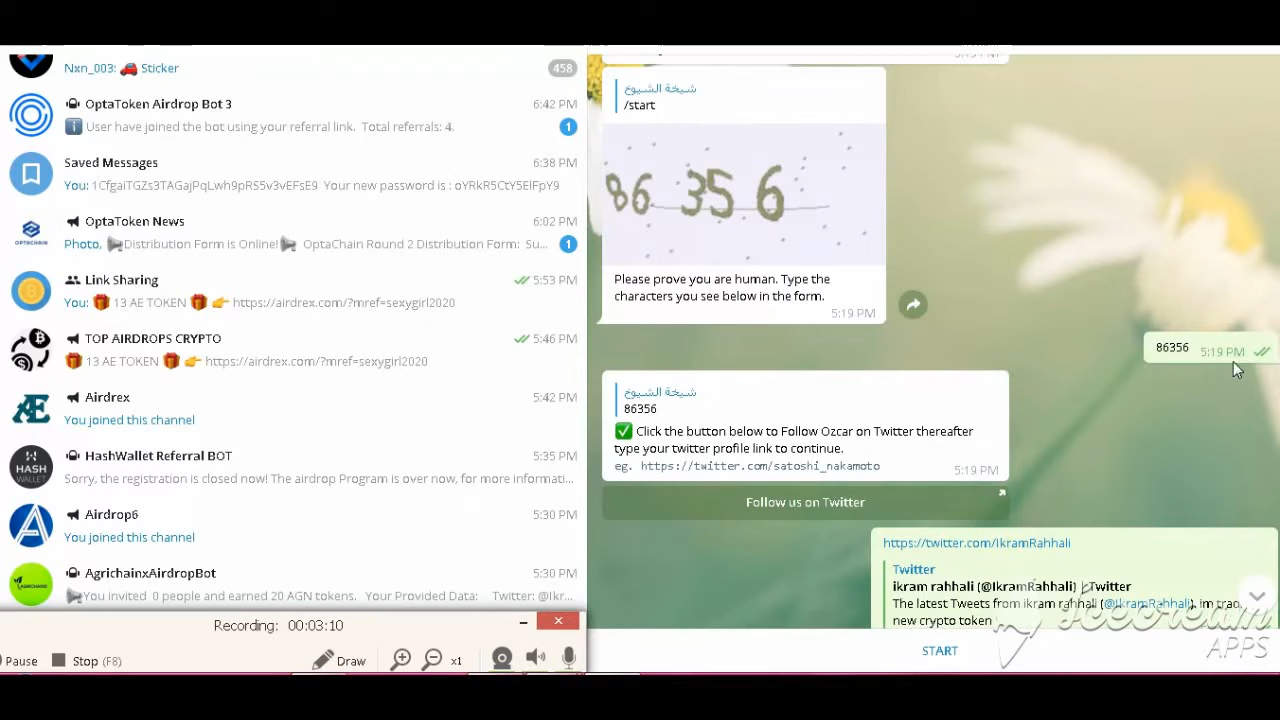 Nxn_003: 🚗 Sticker
458
OptaToken Airdrop Bot 3
6:42 PM
ℹ️ User have joined the bot using your referral link. Total referrals: 4.
1
Saved Messages
6:38 PM
You: 1CfgaiTGZs3TAGajPqLwh9pRS5v3vEFsE9 Your new password is : oYRkR5CtY5ElFpY9
OptaToken News
6:02 PM
Photo, 📢Distribution Form is Online!📢 OptaChain Round 2 Distribution Form: Su...
1
OPTACHAIN
Link Sharing
5:53 PM
You: 🎁 13 AE TOKEN 🎁 👉 https://airdrex.com/?mref=sexygirl2020
TOP AIRDROPS CRYPTO
5:46 PM
🎁 13 AE TOKEN 🎁 👉 https://airdrex.com/?mref=sexygirl2020
Airdrex
5:42 PM
You joined this channel
HASH
WALLET
HashWallet Referral BOT
5:35 PM
Sorry, the registration is closed now! The airdrop Program is over now, for more informati...
Airdrop6
5:30 PM
You joined this channel
AgrichainxAirdropBot
5:30 PM
📢You invited 0 people and earned 20 AGN tokens. Your Provided Data: Twitter: @Ikr...
Recording: 00:03:10
Pause
Stop (F8)
Draw
x1
5:19 PM
شيخة الشيوخ
/start
86 35 6
Please prove you are human. Type the
characters you see below in the form.
5:19 PM
86356 5:19 PM
شيخة الشيوخ
86356
✅ Click the button below to Follow Ozcar on Twitter thereafter
type your twitter profile link to continue.
eg. https://twitter.com/satoshi_nakamoto
5:19 PM
Follow us on Twitter
https://twitter.com/IkramRahhali
Twitter
ikram rahhali (@IkramRahhali) | Twitter
The latest Tweets from ikram rahhali (@IkramRahhali). im trad
new crypto token
START
Icecream
APPS